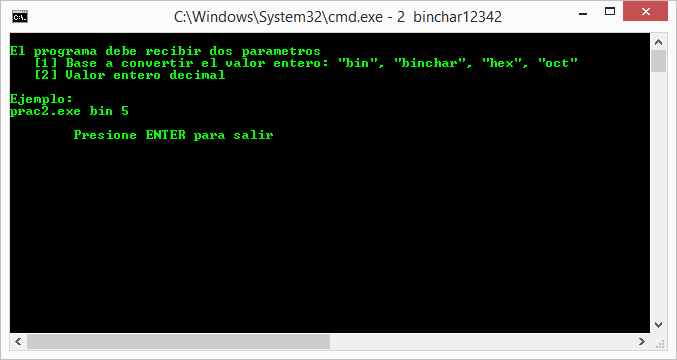 C:\Windows\System32\cmd.exe - 2  binchar12342
El programa debe recibir dos parametros
[1] Base a convertir el valor entero: "bin", "binchar", "hex", "oct"
[2] Valor entero decimal
Ejemplo:
prac2.exe bin 5
Presione ENTER para salir